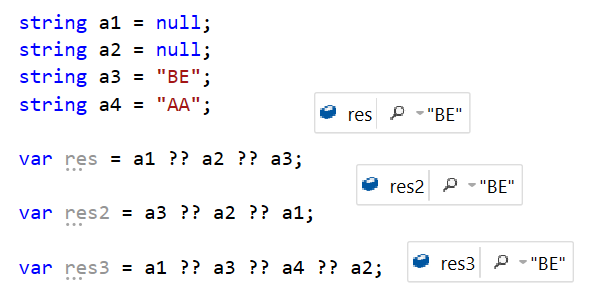 string a1 = null;
string a2 = null;
string a3 = "BE";
string a4 = "AA";
res "BE"
var res = a1 ?? a2 ?? a3;
res2 "BE"
var res2 = a3 ?? a2 ?? a1;
res3 "BE"
var res3 = a1 ?? a3 ?? a4 ?? a2;